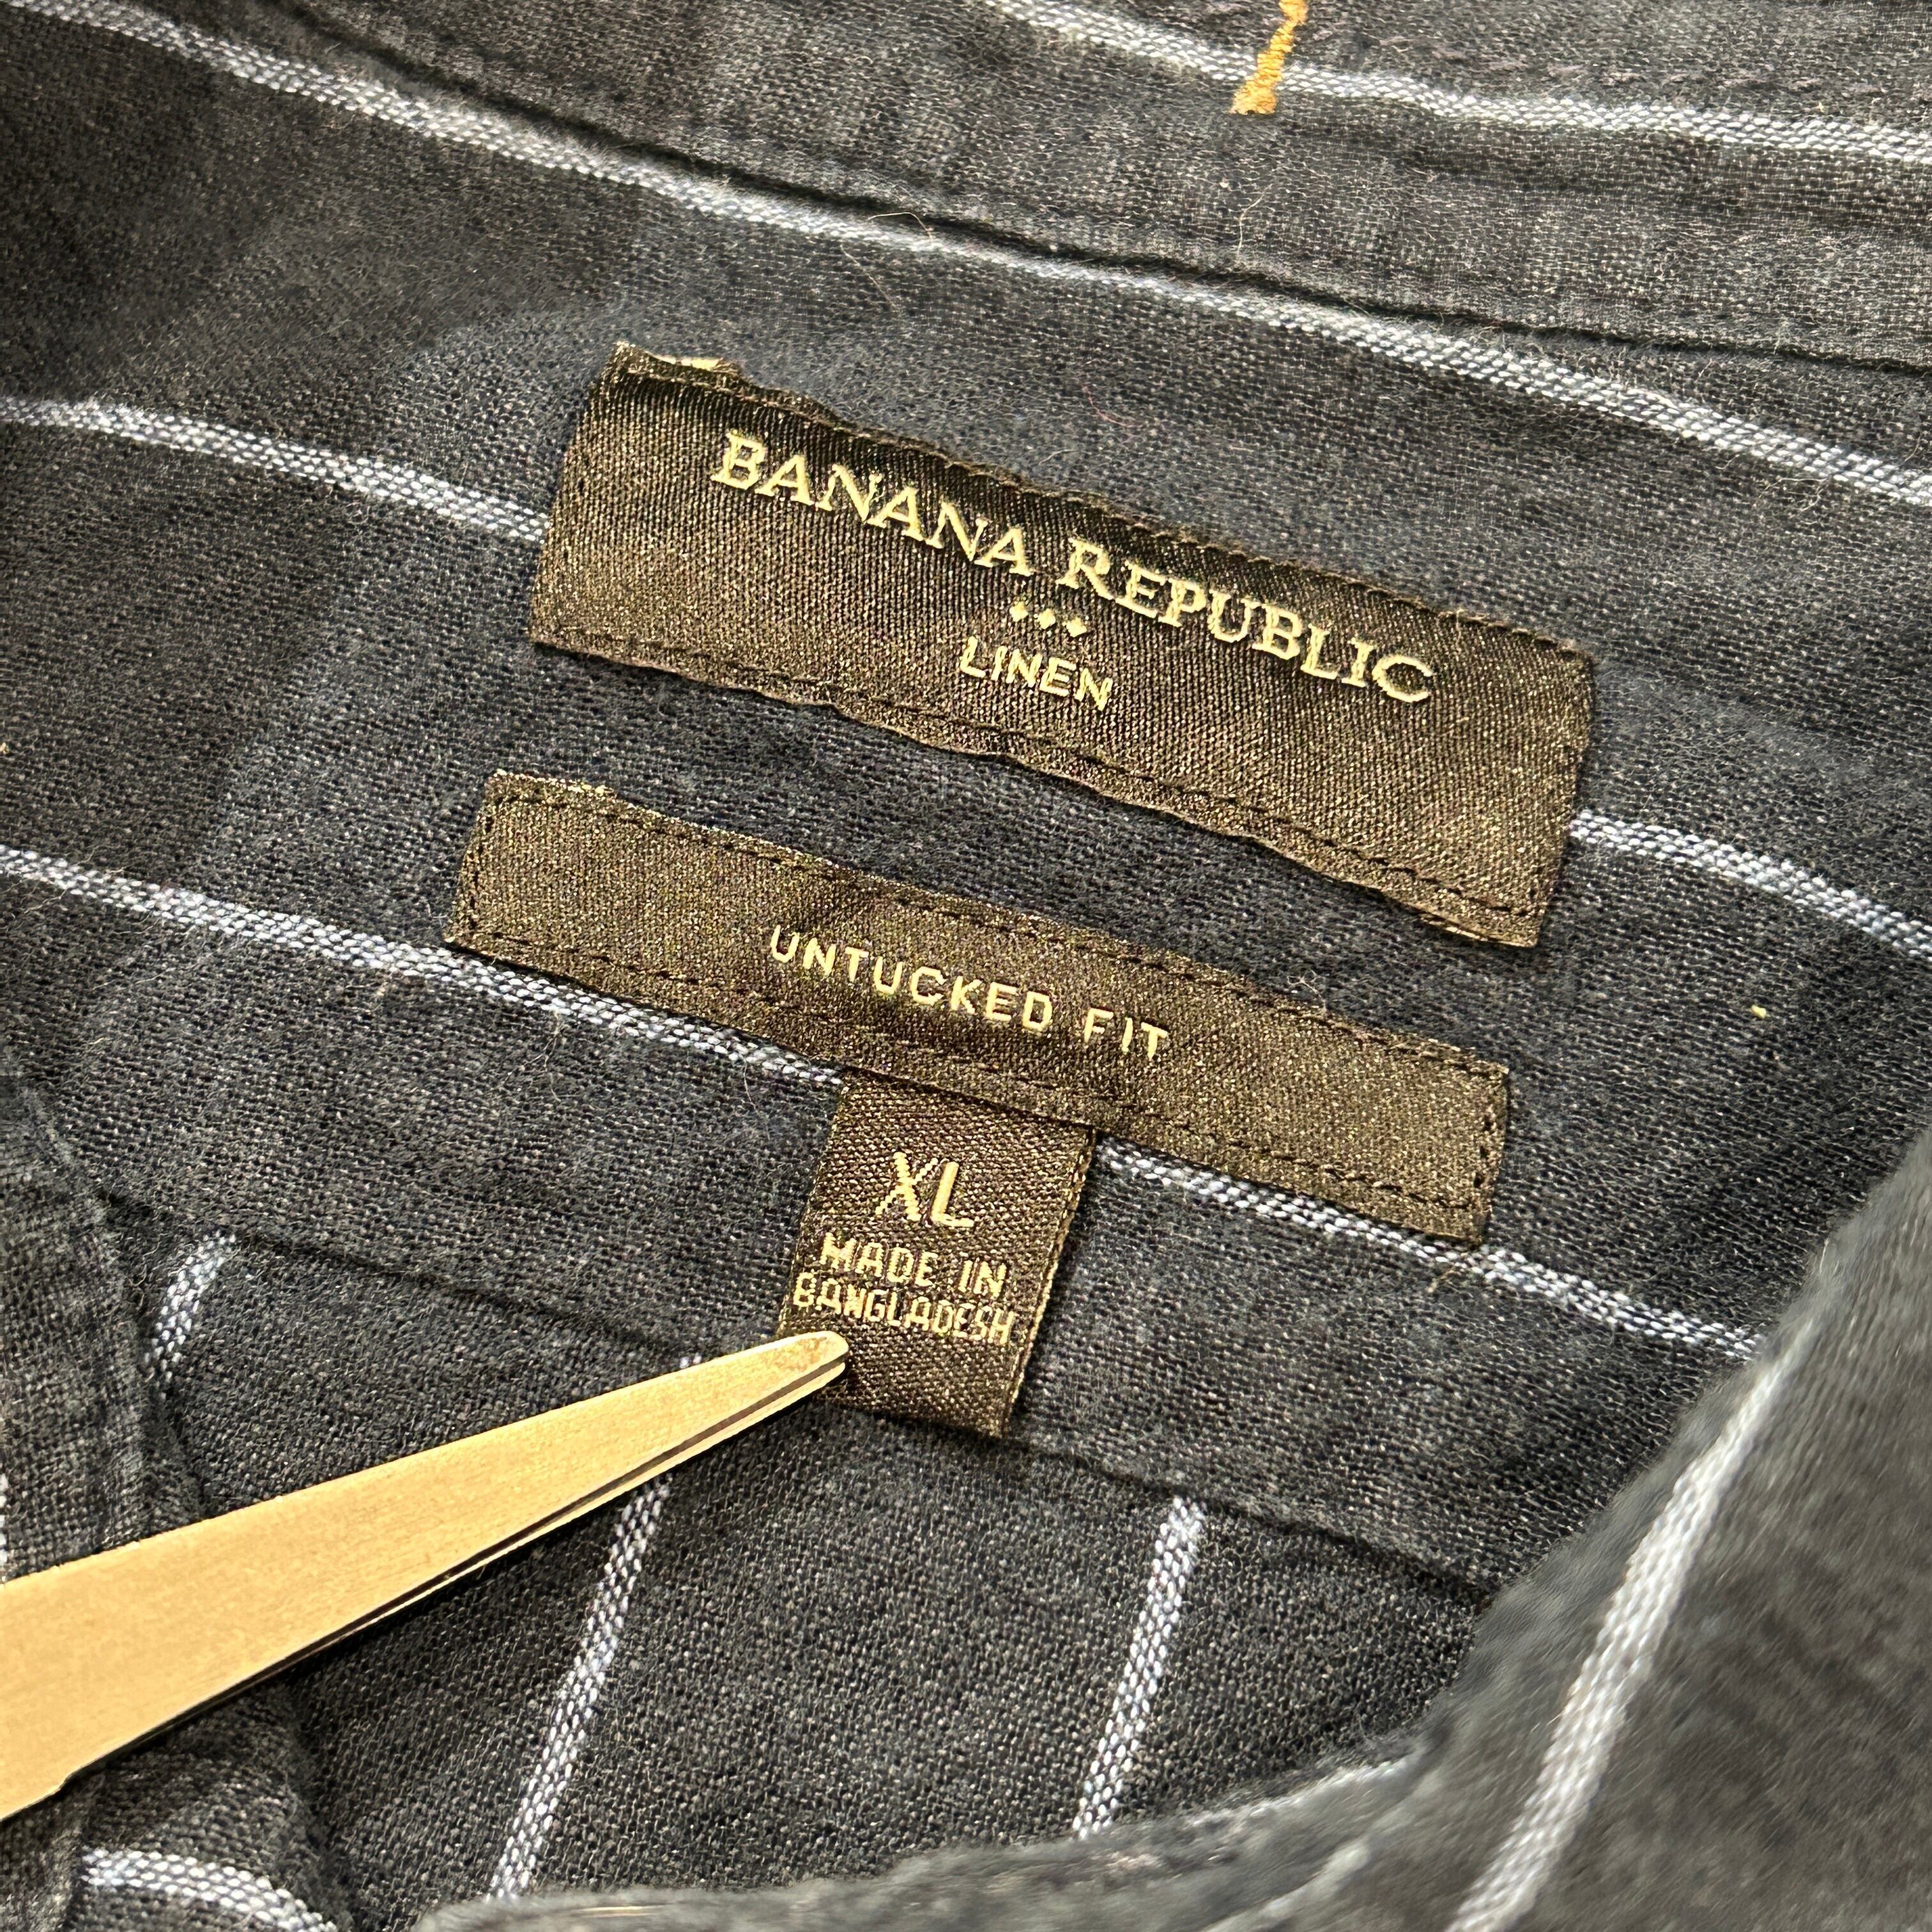 BANANA REPUBLIC
LINEN
UNTUCKED FIT
XL
MADE IN
BANGLADESH